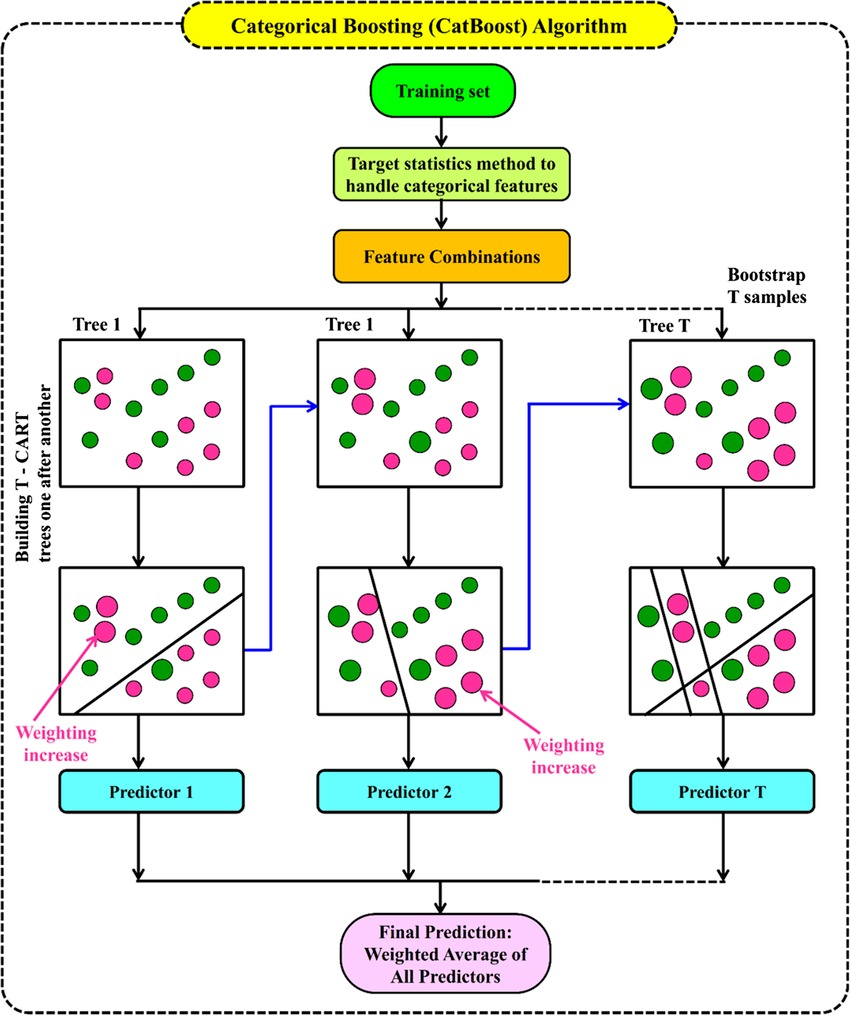 Categorical Boosting (CatBoost) Algorithm
Training set
Target statistics method to
handle categorical features
Feature Combinations
Bootstrap
T samples
Tree 1
Tree 1
Tree T
Building T - CART
trees one after another
Weighting
increase
Weighting
increase
Predictor 1
Predictor 2
Predictor T
Final Prediction:
Weighted Average of
All Predictors